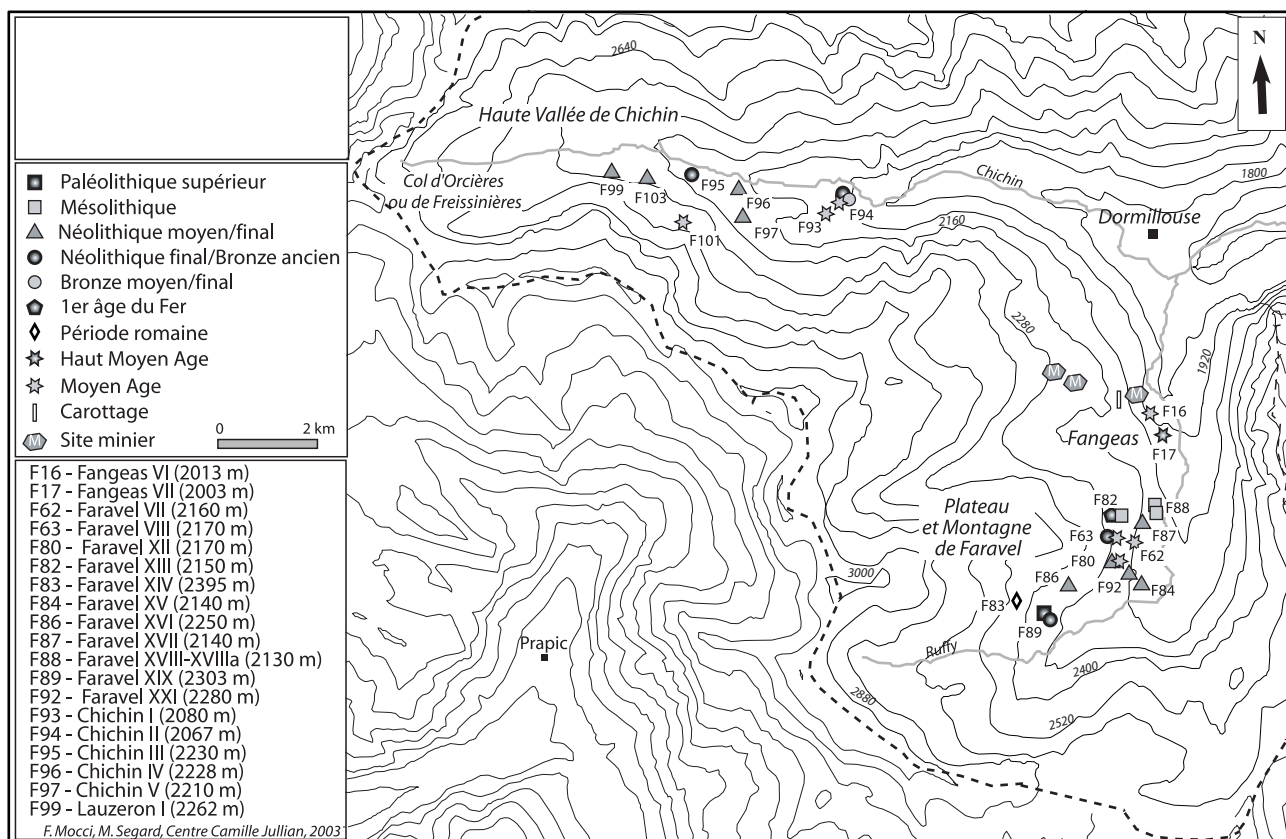 Paléolithique supérieur
Mésolithique
Néolithique moyen/final
Néolithique final/Bronze ancien
Bronze moyen/final
1er âge du Fer
Période romaine
Haut Moyen Age
Moyen Age
Carottage
M Site minier
0 2 km
F16 - Fangeas VI (2013 m)
F17 - Fangeas VII (2003 m)
F62 - Faravel VII (2160 m)
F63 - Faravel VIII (2170 m)
F80 - Faravel XII (2170 m)
F82 - Faravel XIII (2150 m)
F83 - Faravel XIV (2395 m)
F84 - Faravel XV (2140 m)
F86 - Faravel XVI (2250 m)
F87 - Faravel XVII (2140 m)
F88 - Faravel XVIII-XVIIIa (2130 m)
F89 - Faravel XIX (2303 m)
F92 - Faravel XXI (2280 m)
F93 - Chichin I (2080 m)
F94 - Chichin II (2067 m)
F95 - Chichin III (2230 m)
F96 - Chichin IV (2228 m)
F97 - Chichin V (2210 m)
F99 - Lauzeron I (2262 m)
F. Mocci, M. Segard, Centre Camille Jullian, 2003
N
2640
Haute Vallée de Chichin
Chichin
1800
Col d'Orcières
ou de Freissinières
F99
F103
F95
F96
F94
F93
F97
F101
2160
Dormillouse
2280
1920
M
M
M
F16
Fangeas
F17
Plateau
et Montagne
de Faravel
F82
F88
F63
F87
F62
F80
3000
F86
F92
F84
F83
F89
Prapic
Ruffy
2400
2880
2520